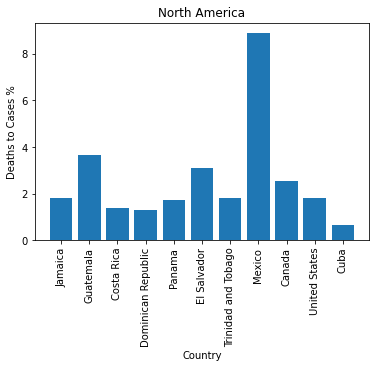 North America
Deaths to Cases %
8
6
4
2
0
Jamaica
Guatemala
Costa Rica
Dominican Republic
Panama
El Salvador
Trinidad and Tobago
Mexico
Canada
United States
Cuba
Country